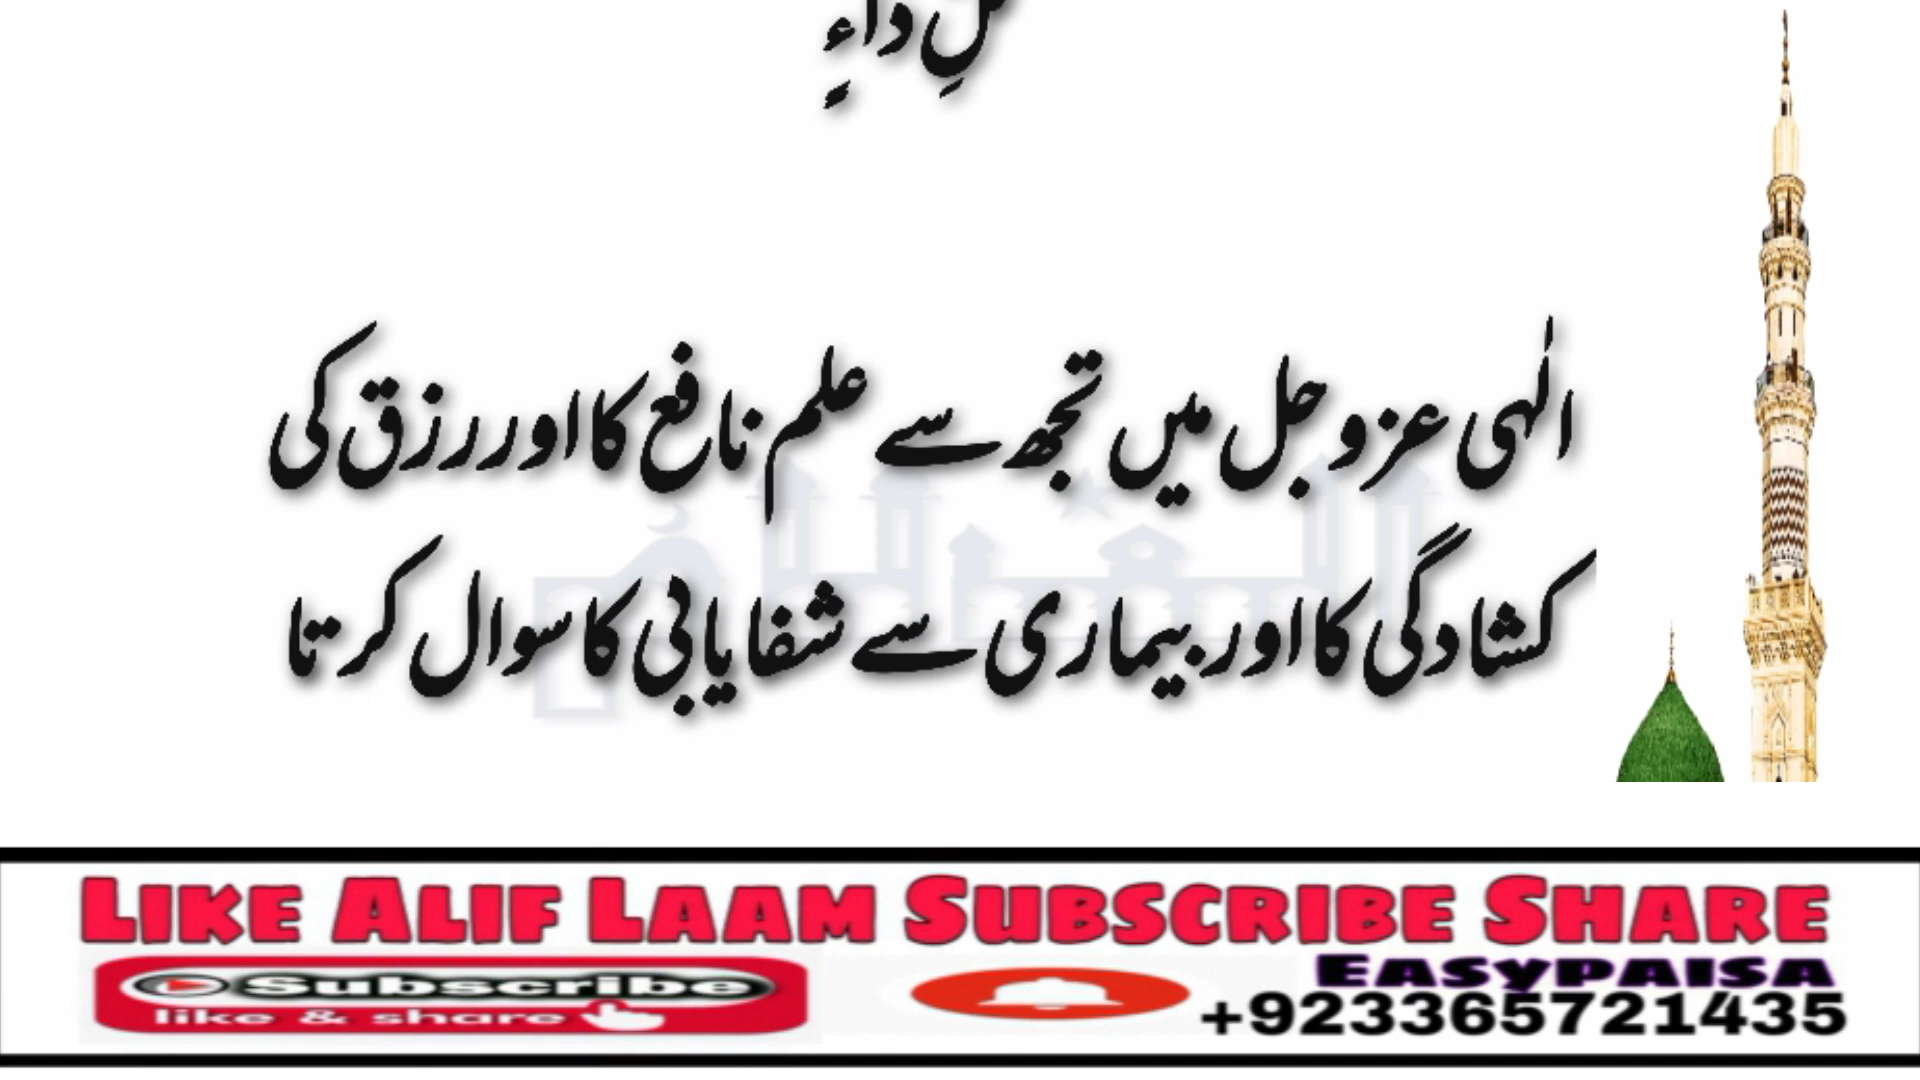 كُلِّ دَاءٍ
الٰہی عزوجل میں تجھ سے علم نافع کا اور رزق کی
کشادگی کا اور بیماری سے شفایابی کا سوال کرتا
LIKE ALIF LAAM SUBSCRIBE SHARE
Subscribe
like & share
EASYPAISA
+923365721435